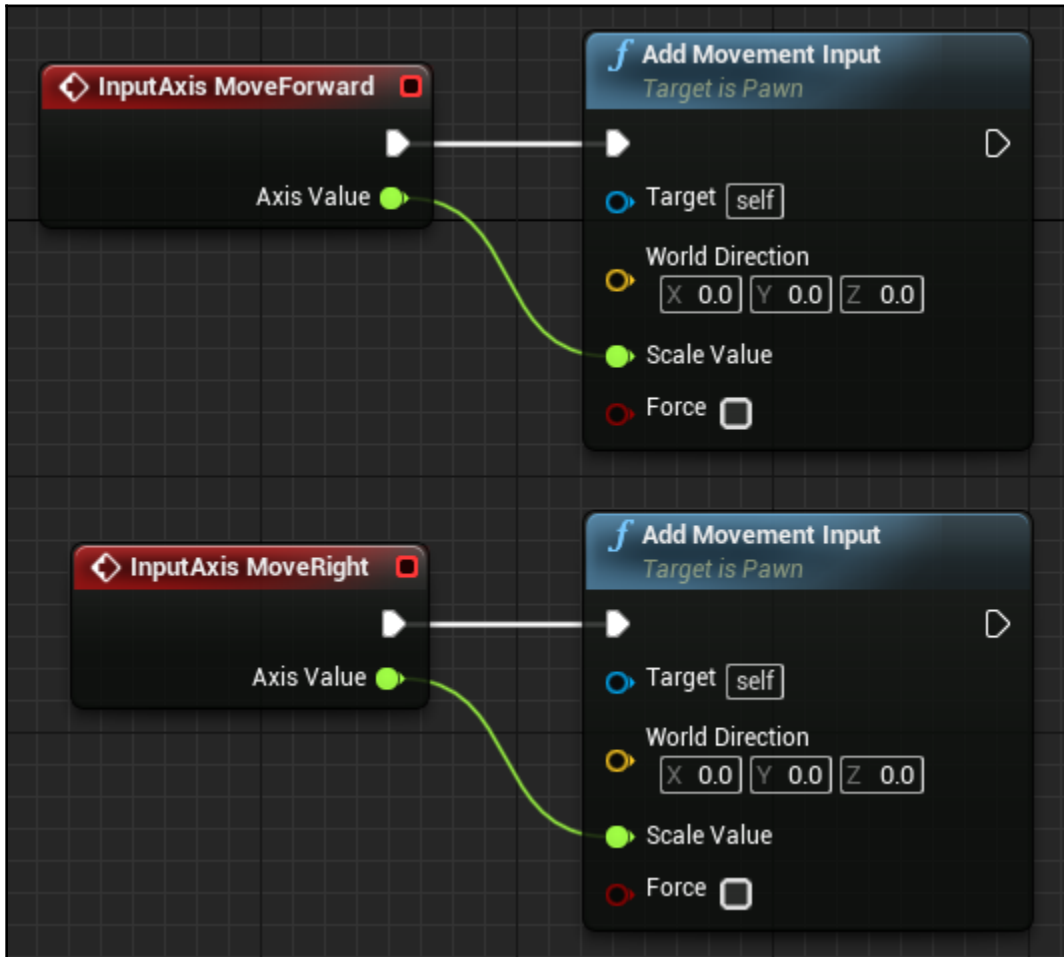 InputAxis MoveForward
Axis Value
f Add Movement Input
Target is Pawn
Target self
World Direction
X 0.0 Y 0.0 Z 0.0
Scale Value
Force
InputAxis MoveRight
Axis Value
f Add Movement Input
Target is Pawn
Target self
World Direction
X 0.0 Y 0.0 Z 0.0
Scale Value
Force